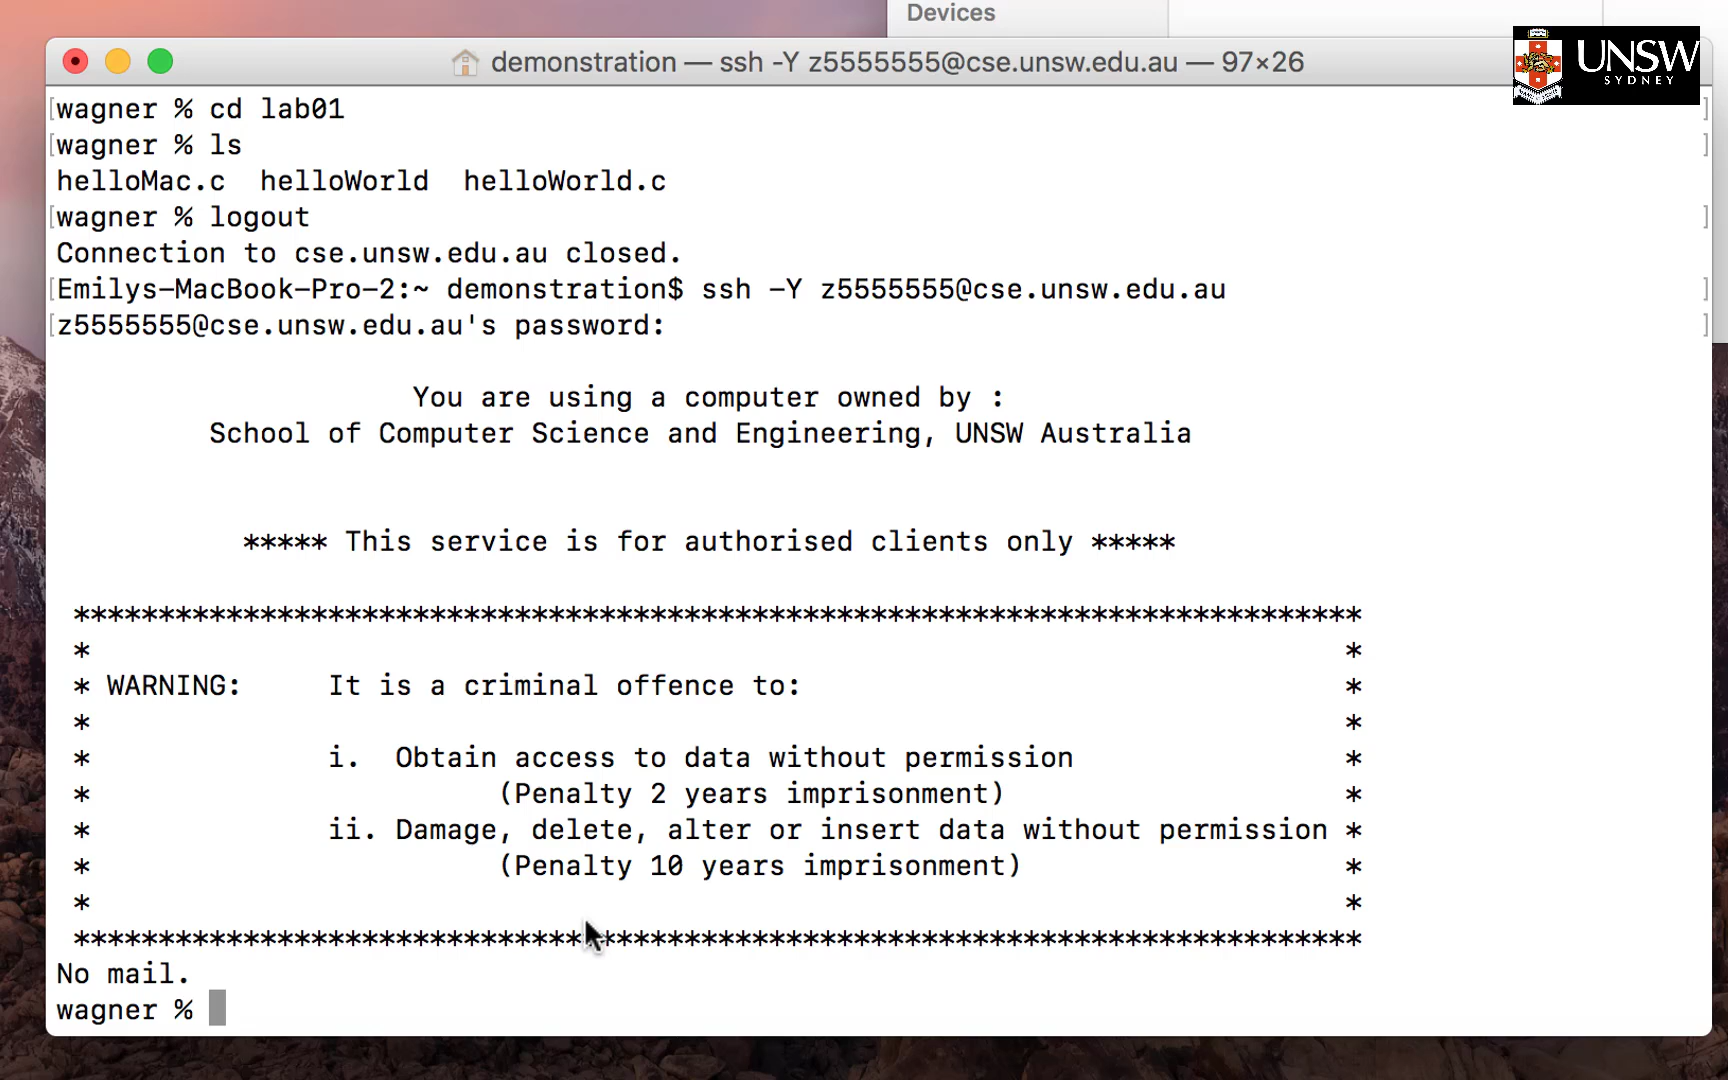 Devices
demonstration — ssh -Y z5555555@cse.unsw.edu.au — 97×26
UNSW
SYDNEY
[wagner % cd lab01 ]
[wagner % ls ]
helloMac.c  helloWorld  helloWorld.c
[wagner % logout ]
Connection to cse.unsw.edu.au closed.
[Emilys-MacBook-Pro-2:~ demonstration$ ssh -Y z5555555@cse.unsw.edu.au ]
[z5555555@cse.unsw.edu.au's password: ]
You are using a computer owned by :
School of Computer Science and Engineering, UNSW Australia
***** This service is for authorised clients only *****
****************************************************************************
* *
* WARNING: It is a criminal offence to: *
* *
* i. Obtain access to data without permission *
* (Penalty 2 years imprisonment) *
* ii. Damage, delete, alter or insert data without permission *
* (Penalty 10 years imprisonment) *
* *
****************************************************************************
No mail.
wagner %